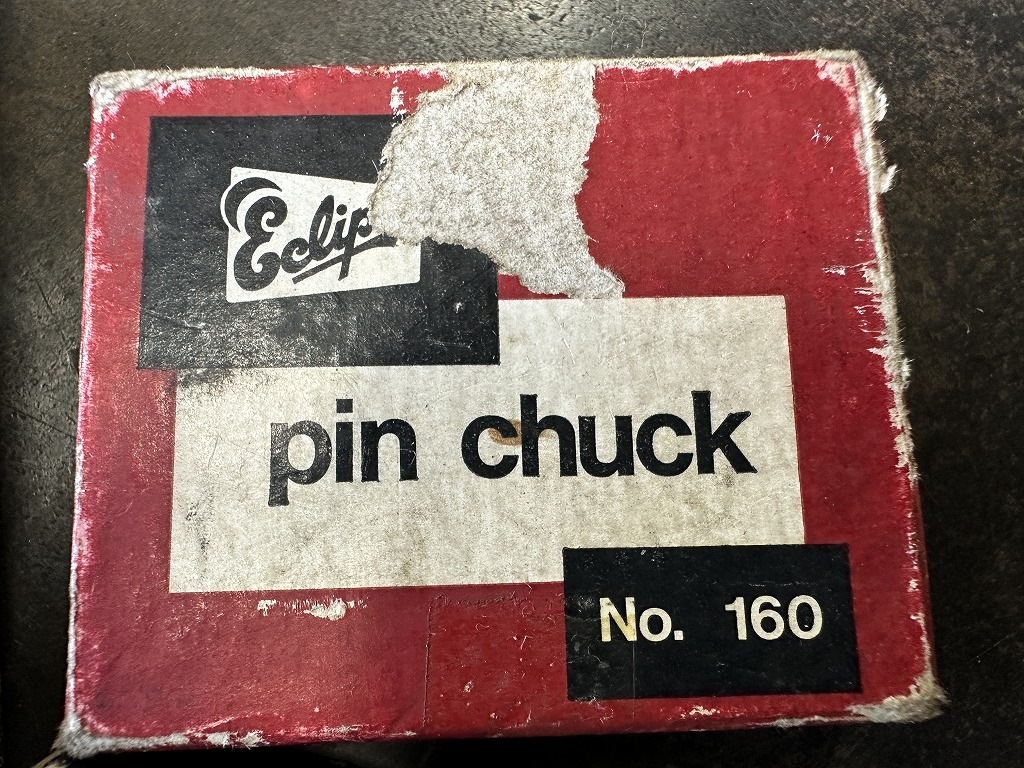 Eclip
pin chuck
No. 160